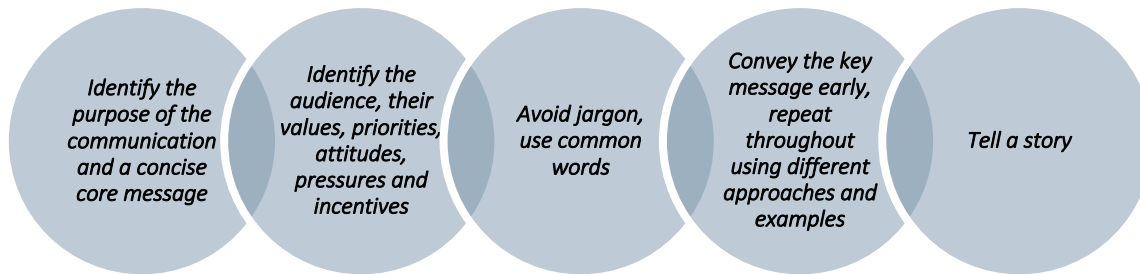 Identify the
purpose of the
communication
and a concise
core message
Identify the
audience, their
values, priorities,
attitudes,
pressures and
incentives
Avoid jargon,
use common
words
Convey the key
message early,
repeat
throughout
using different
approaches and
examples
Tell a story